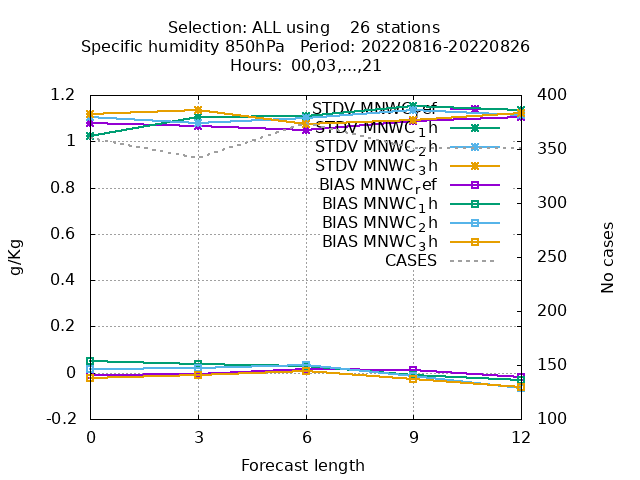 Selection: ALL using    26 stations
Specific humidity 850hPa   Period: 20220816-20220826
Hours: 00,03,...,21
1.2
1
0.8
0.6
0.4
0.2
0
-0.2
g/Kg
STDV MNWC_ref
STDV MNWC_1h
STDV MNWC_2h
STDV MNWC_3h
BIAS MNWC_ref
BIAS MNWC_1h
BIAS MNWC_2h
BIAS MNWC_3h
CASES
400
350
300
250
200
150
100
No cases
0 3 6 9 12
Forecast length